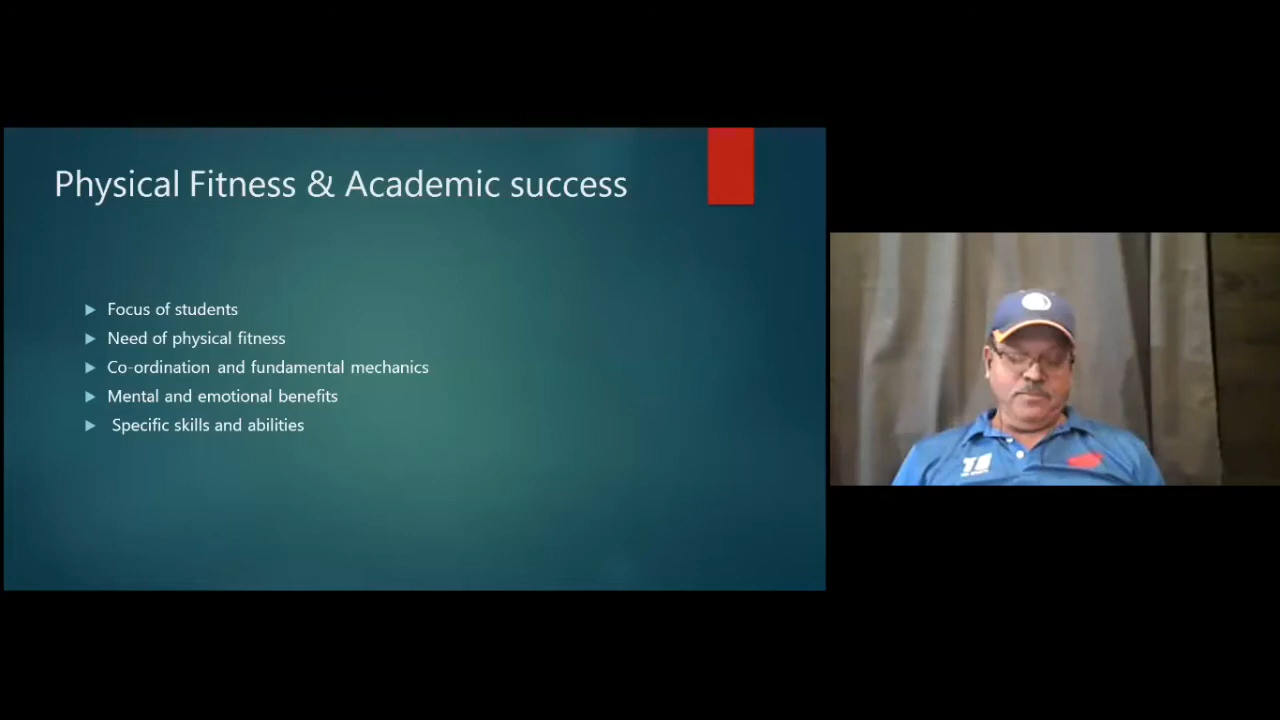 Physical Fitness & Academic success
Focus of students
Need of physical fitness
Co-ordination and fundamental mechanics
Mental and emotional benefits
Specific skills and abilities